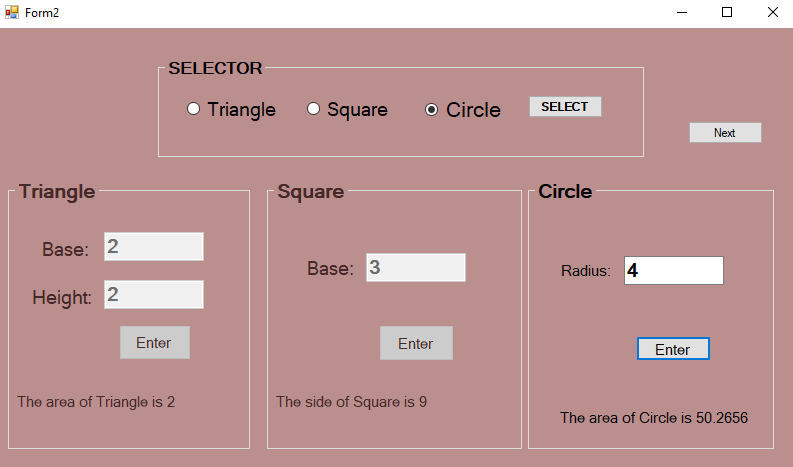 Form2
SELECTOR
Triangle Square Circle SELECT
Next
Triangle
Base: 2
Height: 2
Enter
The area of Triangle is 2
Square
Base: 3
Enter
The side of Square is 9
Circle
Radius: 4
Enter
The area of Circle is 50.2656